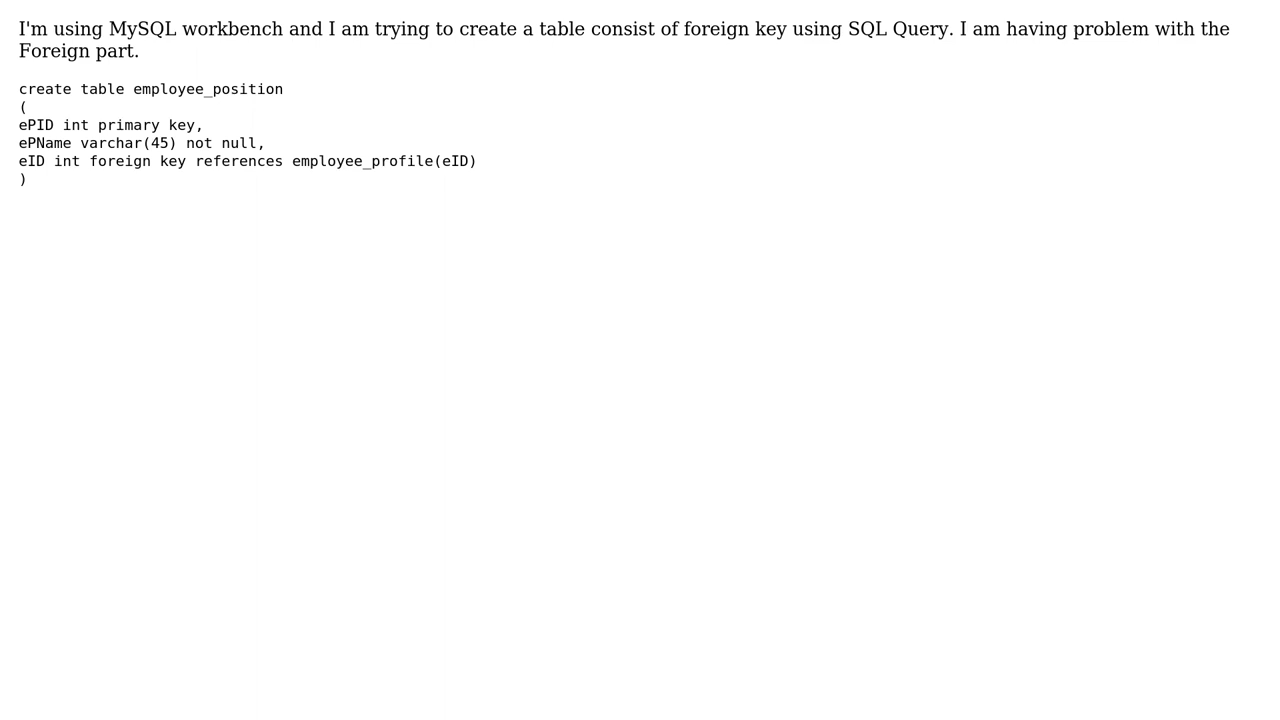 I'm using MySQL workbench and I am trying to create a table consist of foreign key using SQL Query. I am having problem with the
Foreign part.
create table employee_position
(
ePID int primary key,
ePName varchar(45) not null,
eID int foreign key references employee_profile(eID)
)